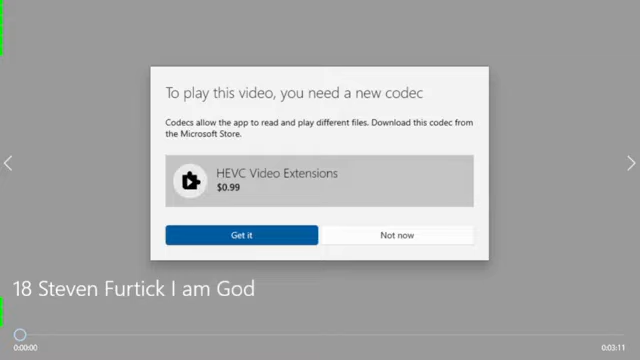 To play this video, you need a new codec
Codecs allow the app to read and play different files. Download this codec from
the Microsoft Store.
HEVC Video Extensions
$0.99
Get it
Not now
18 Steven Furtick I am God
0:00:00
0:03:11